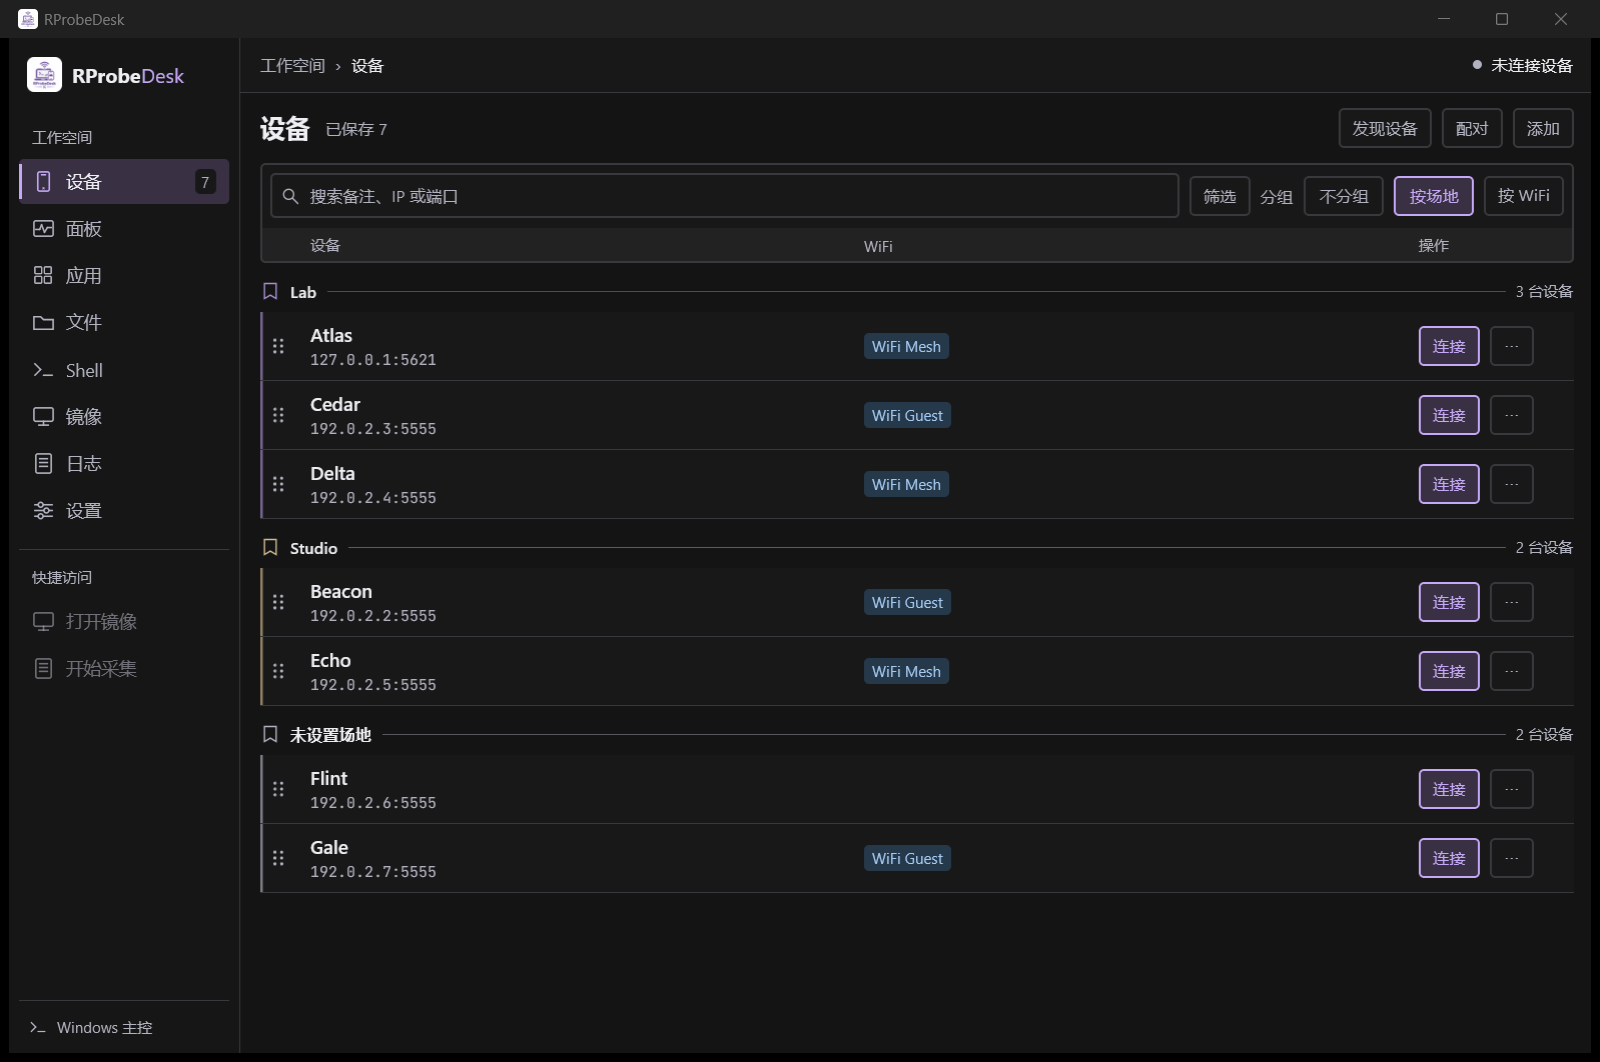 RProbeDesk
RProbeDesk
工作空间
设备 7
面板
应用
文件
Shell
镜像
日志
设置
快捷访问
打开镜像
开始采集
Windows 主控
工作空间 › 设备
未连接设备
设备 已保存 7
发现设备 配对 添加
搜索备注、IP 或端口 筛选 分组 不分组 按场地 按 WiFi
设备 WiFi 操作
Lab 3 台设备
Atlas
127.0.0.1:5621
WiFi Mesh 连接 ...
Cedar
192.0.2.3:5555
WiFi Guest 连接 ...
Delta
192.0.2.4:5555
WiFi Mesh 连接 ...
Studio 2 台设备
Beacon
192.0.2.2:5555
WiFi Guest 连接 ...
Echo
192.0.2.5:5555
WiFi Mesh 连接 ...
未设置场地 2 台设备
Flint
192.0.2.6:5555
连接 ...
Gale
192.0.2.7:5555
WiFi Guest 连接 ...